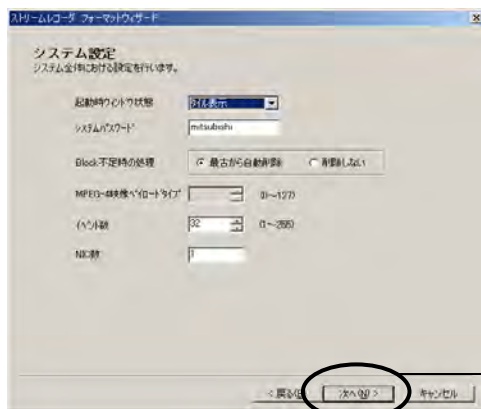 ストリームレコーダ フォーマットウィザード
システム設定
システム全体における設定を行います。
起動時ウィンドウ状態 タイル表示
システムパスワード mitsubishi
Block不足時の処理 最古から自動削除 削除しない
MPEG-4映像ペイロードタイプ (0～127)
イベント数 32 (1～256)
NIC数 1
< 戻る(B) 次へ(N) > キャンセル